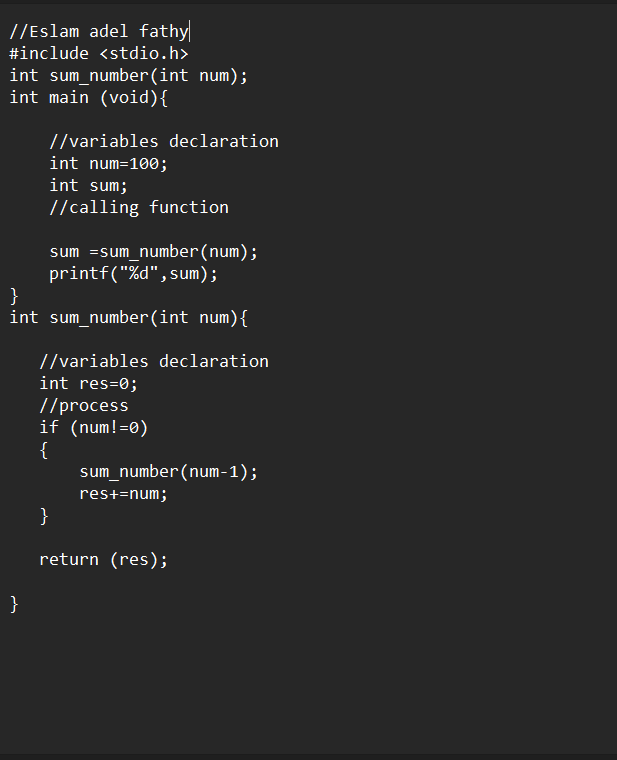 //Eslam adel fathy
#include <stdio.h>
int sum_number(int num);
int main (void){
//variables declaration
int num=100;
int sum;
//calling function
sum =sum_number(num);
printf("%d",sum);
}
int sum_number(int num){
//variables declaration
int res=0;
//process
if (num!=0)
{
sum_number(num-1);
res+=num;
}
return (res);
}